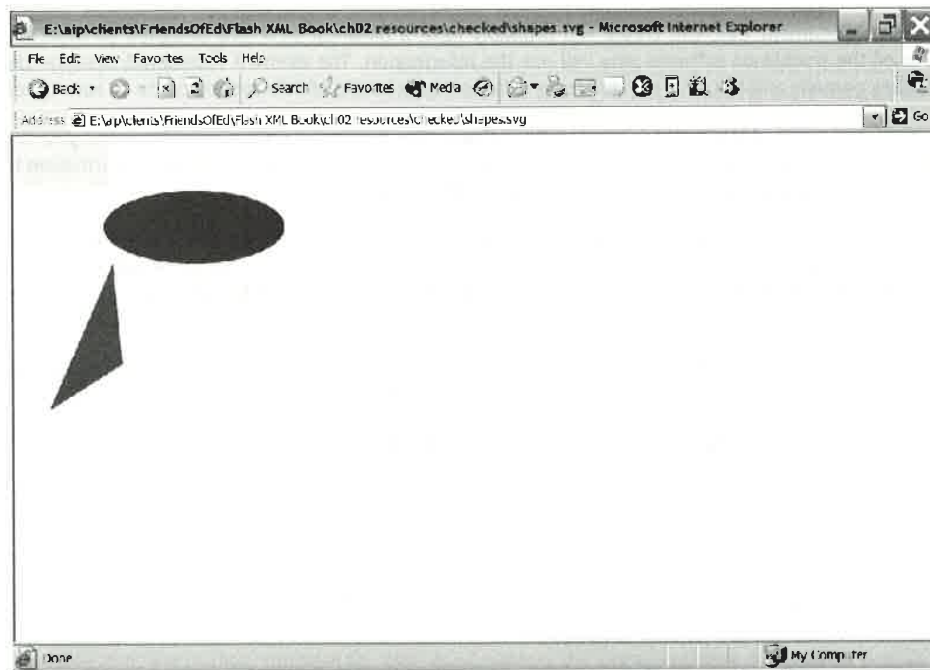 E:\aip\clients\FriendsOfEd\Flash XML Book\ch02 resources\checked\shapes.svg - Microsoft Internet Explorer
File Edit View Favorites Tools Help
Back Search Favorites Media
Address E:\aip\clients\FriendsOfEd\Flash XML Book\ch02 resources\checked\shapes.svg Go
Done My Computer